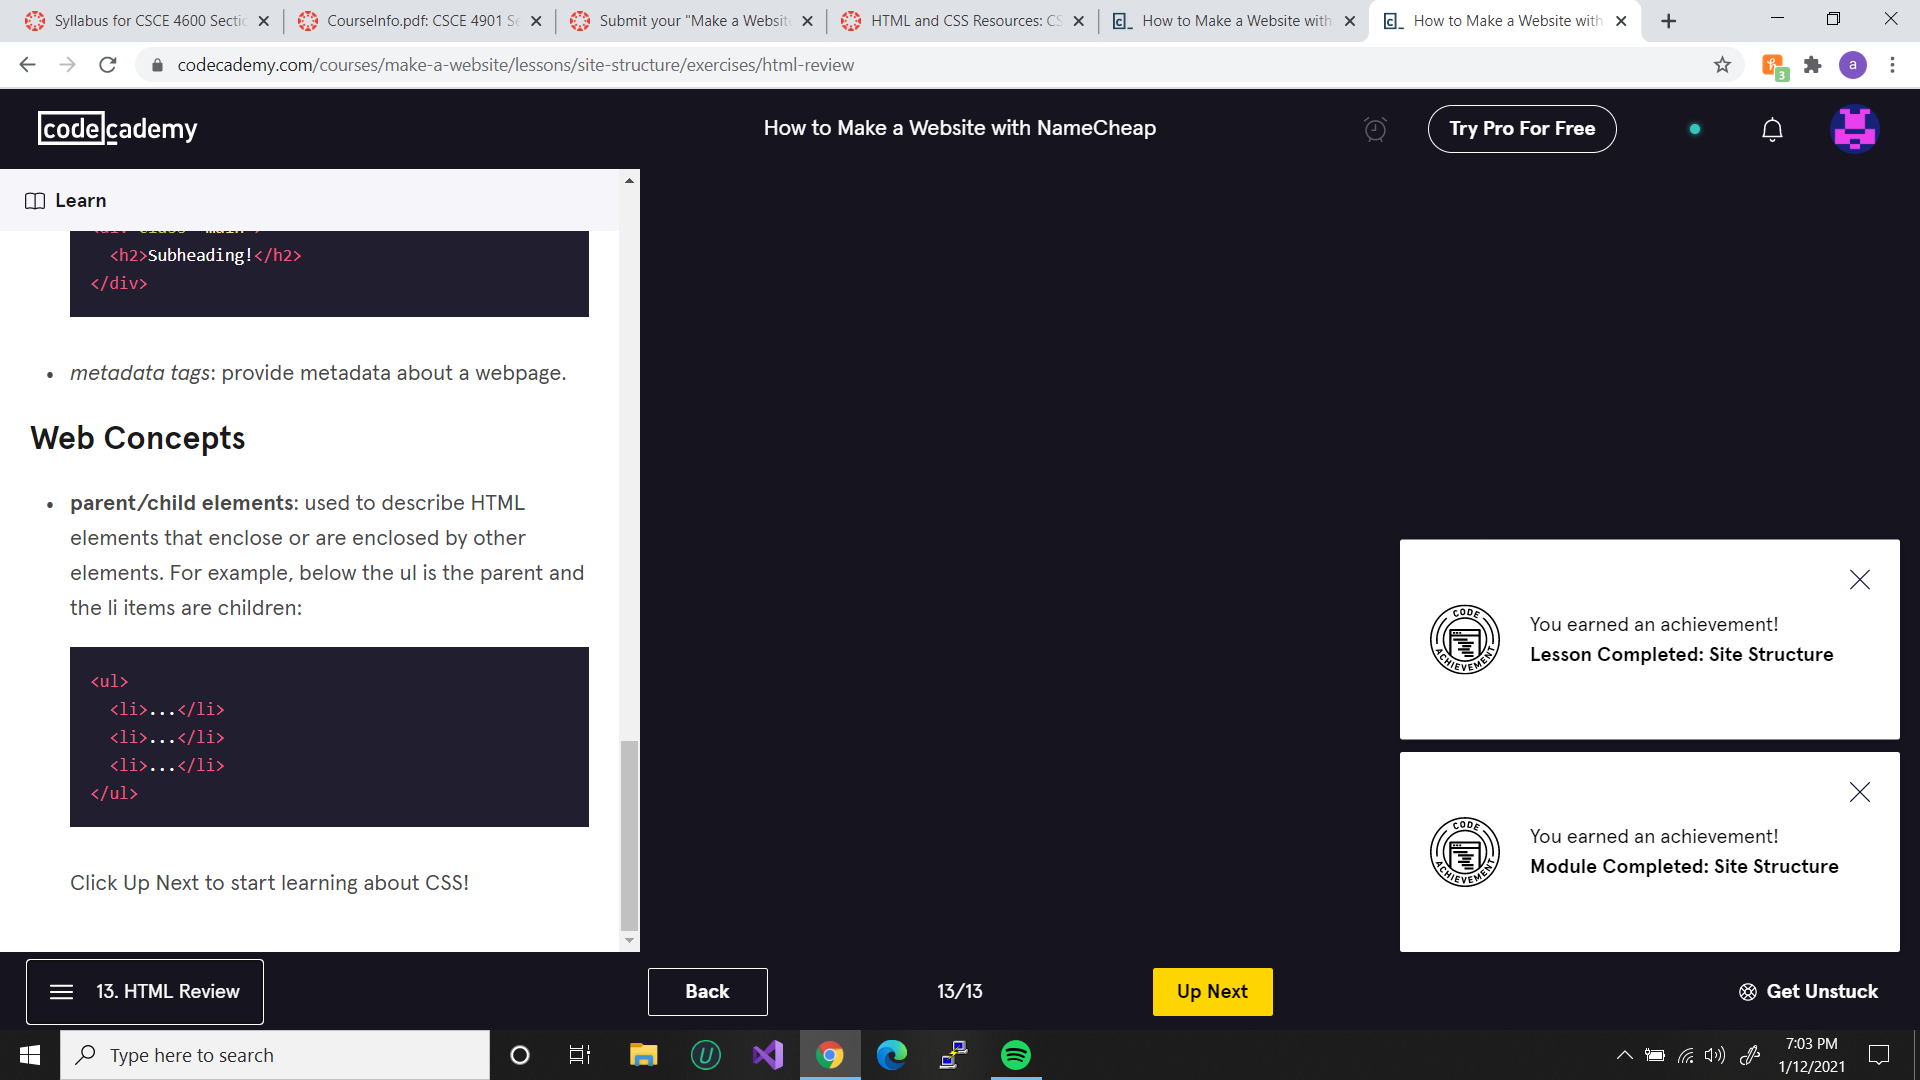 Syllabus for CSCE 4600 Sectio
CourseInfo.pdf: CSCE 4901 Se
Submit your "Make a Website
HTML and CSS Resources: CS
How to Make a Website with
How to Make a Website with
codecademy.com/courses/make-a-website/lessons/site-structure/exercises/html-review
3
a
codecademy
How to Make a Website with NameCheap
Try Pro For Free
Learn
<h2>Subheading!</h2>
</div>
• metadata tags: provide metadata about a webpage.
Web Concepts
• parent/child elements: used to describe HTML
elements that enclose or are enclosed by other
elements. For example, below the ul is the parent and
the li items are children:
<ul>
<li>...</li>
<li>...</li>
<li>...</li>
</ul>
Click Up Next to start learning about CSS!
CODE
ACHIEVEMENT
You earned an achievement!
Lesson Completed: Site Structure
CODE
ACHIEVEMENT
You earned an achievement!
Module Completed: Site Structure
13. HTML Review
Back
13/13
Up Next
Get Unstuck
Type here to search
7:03 PM
1/12/2021